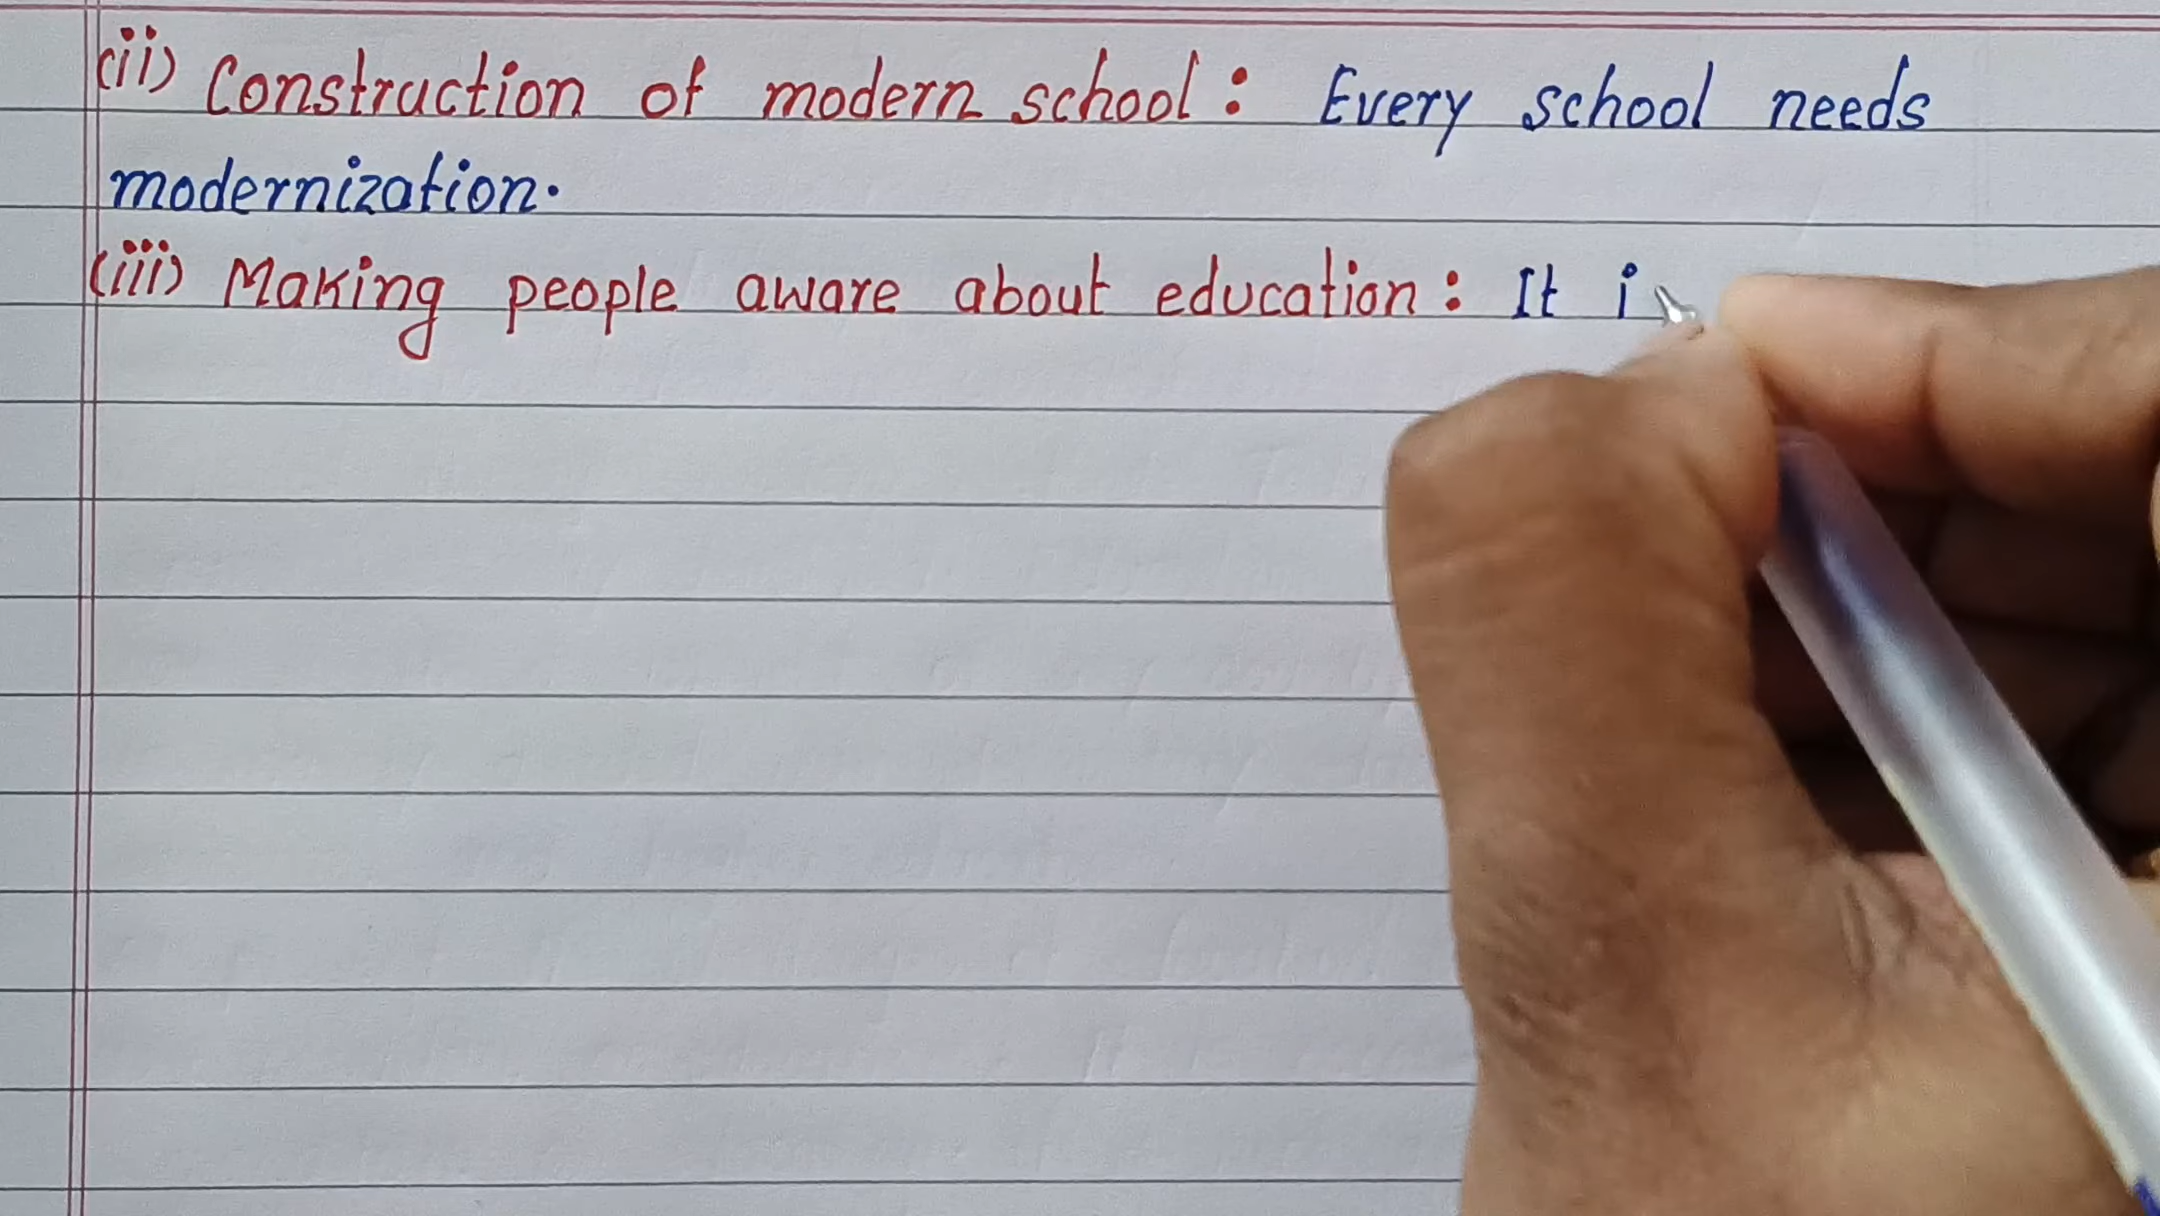 (ii) Construction of modern school: Every school needs
modernization.
(iii) Making people aware about education: It i